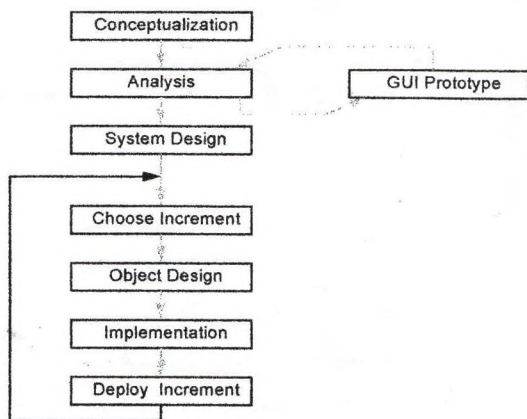 Conceptualization
Analysis
GUI Prototype
System Design
Choose Increment
Object Design
Implementation
Deploy Increment